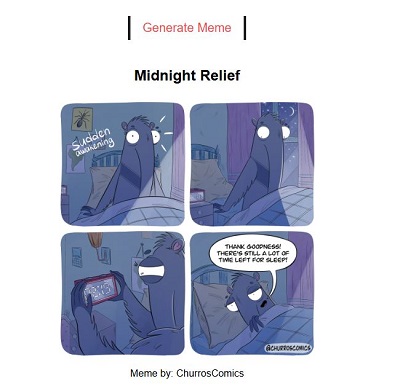 Generate Meme
Midnight Relief
Sudden
awakening
THANK GOODNESS!
THERE'S STILL A LOT OF
TIME LEFT FOR SLEEP!
@CHURROSCOMICS
Meme by: ChurrosComics